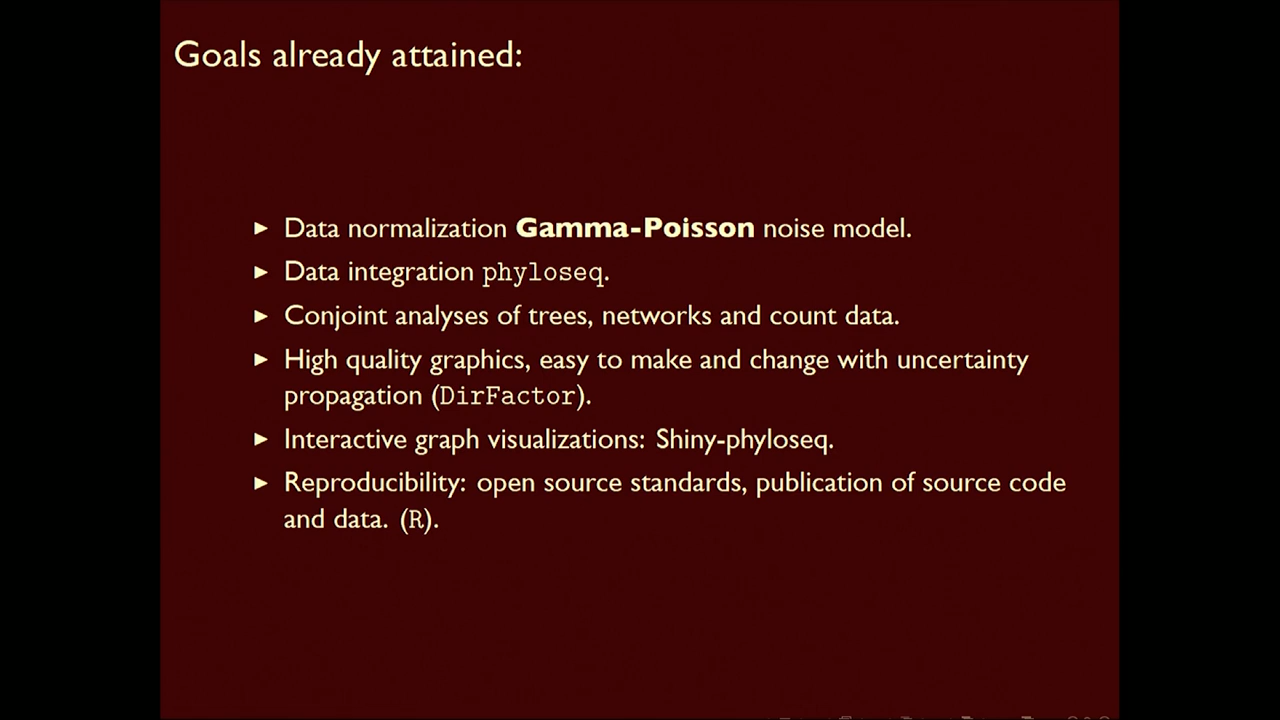 Goals already attained:
▶ Data normalization Gamma-Poisson noise model.
▶ Data integration phyloseq.
▶ Conjoint analyses of trees, networks and count data.
▶ High quality graphics, easy to make and change with uncertainty
propagation (DirFactor).
▶ Interactive graph visualizations: Shiny-phyloseq.
▶ Reproducibility: open source standards, publication of source code
and data. (R).